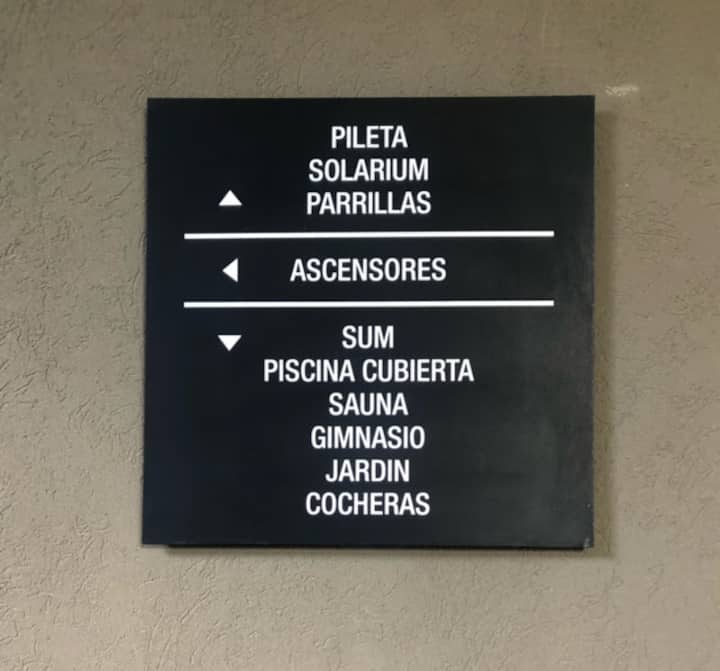 PILETA
SOLARIUM
PARRILLAS
ASCENSORES
SUM
PISCINA CUBIERTA
SAUNA
GIMNASIO
JARDIN
COCHERAS